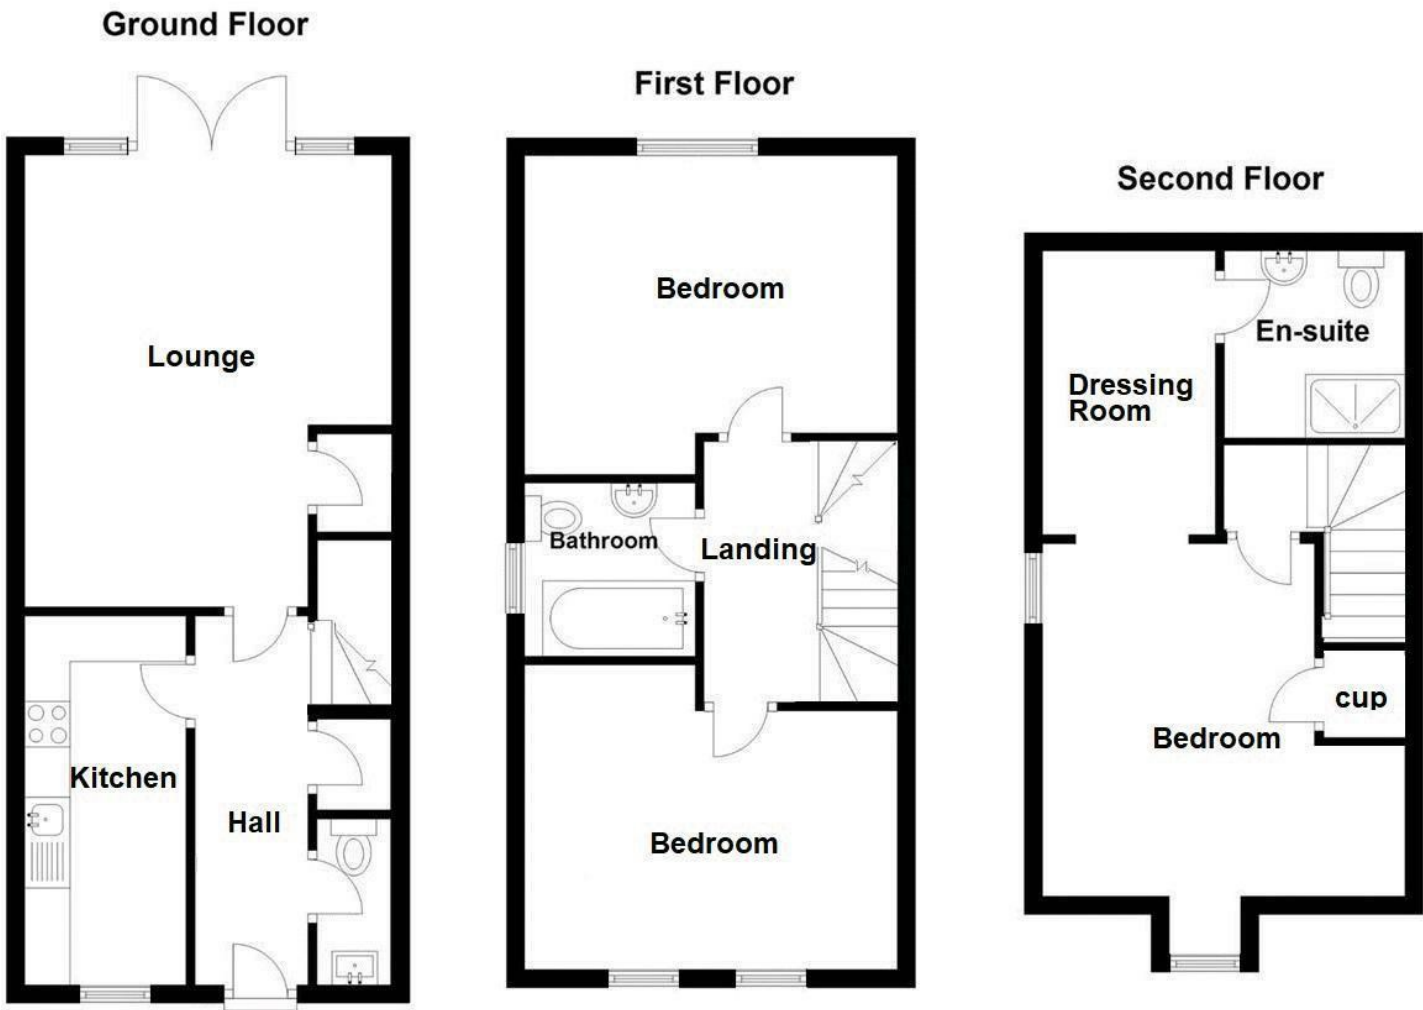 Ground Floor
Lounge
Kitchen
Hall
First Floor
Bedroom
Bathroom
Landing
Bedroom
Second Floor
En-suite
Dressing
Room
cup
Bedroom